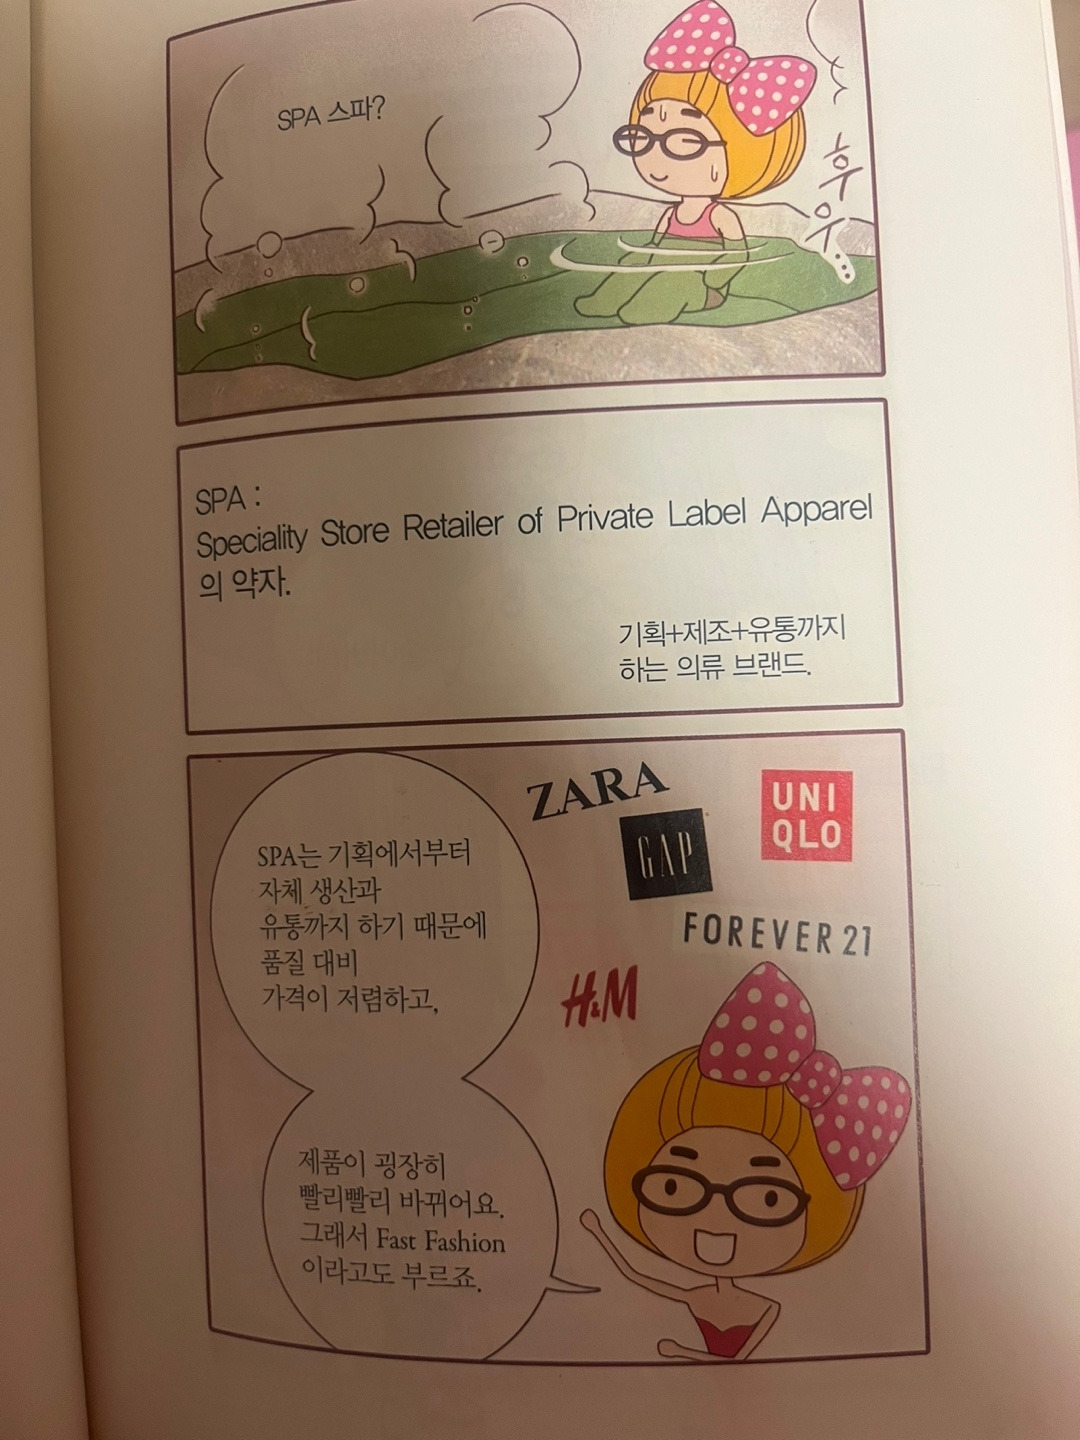 SPA 스파?
후
우...
SPA :
Speciality Store Retailer of Private Label Apparel
의 약자.
기획+제조+유통까지
하는 의류 브랜드.
ZARA
GAP
UNI
QLO
FOREVER 21
H&M
SPA는 기획에서부터
자체 생산과
유통까지 하기 때문에
품질 대비
가격이 저렴하고,
제품이 굉장히
빨리빨리 바뀌어요.
그래서 Fast Fashion
이라고도 부르죠.